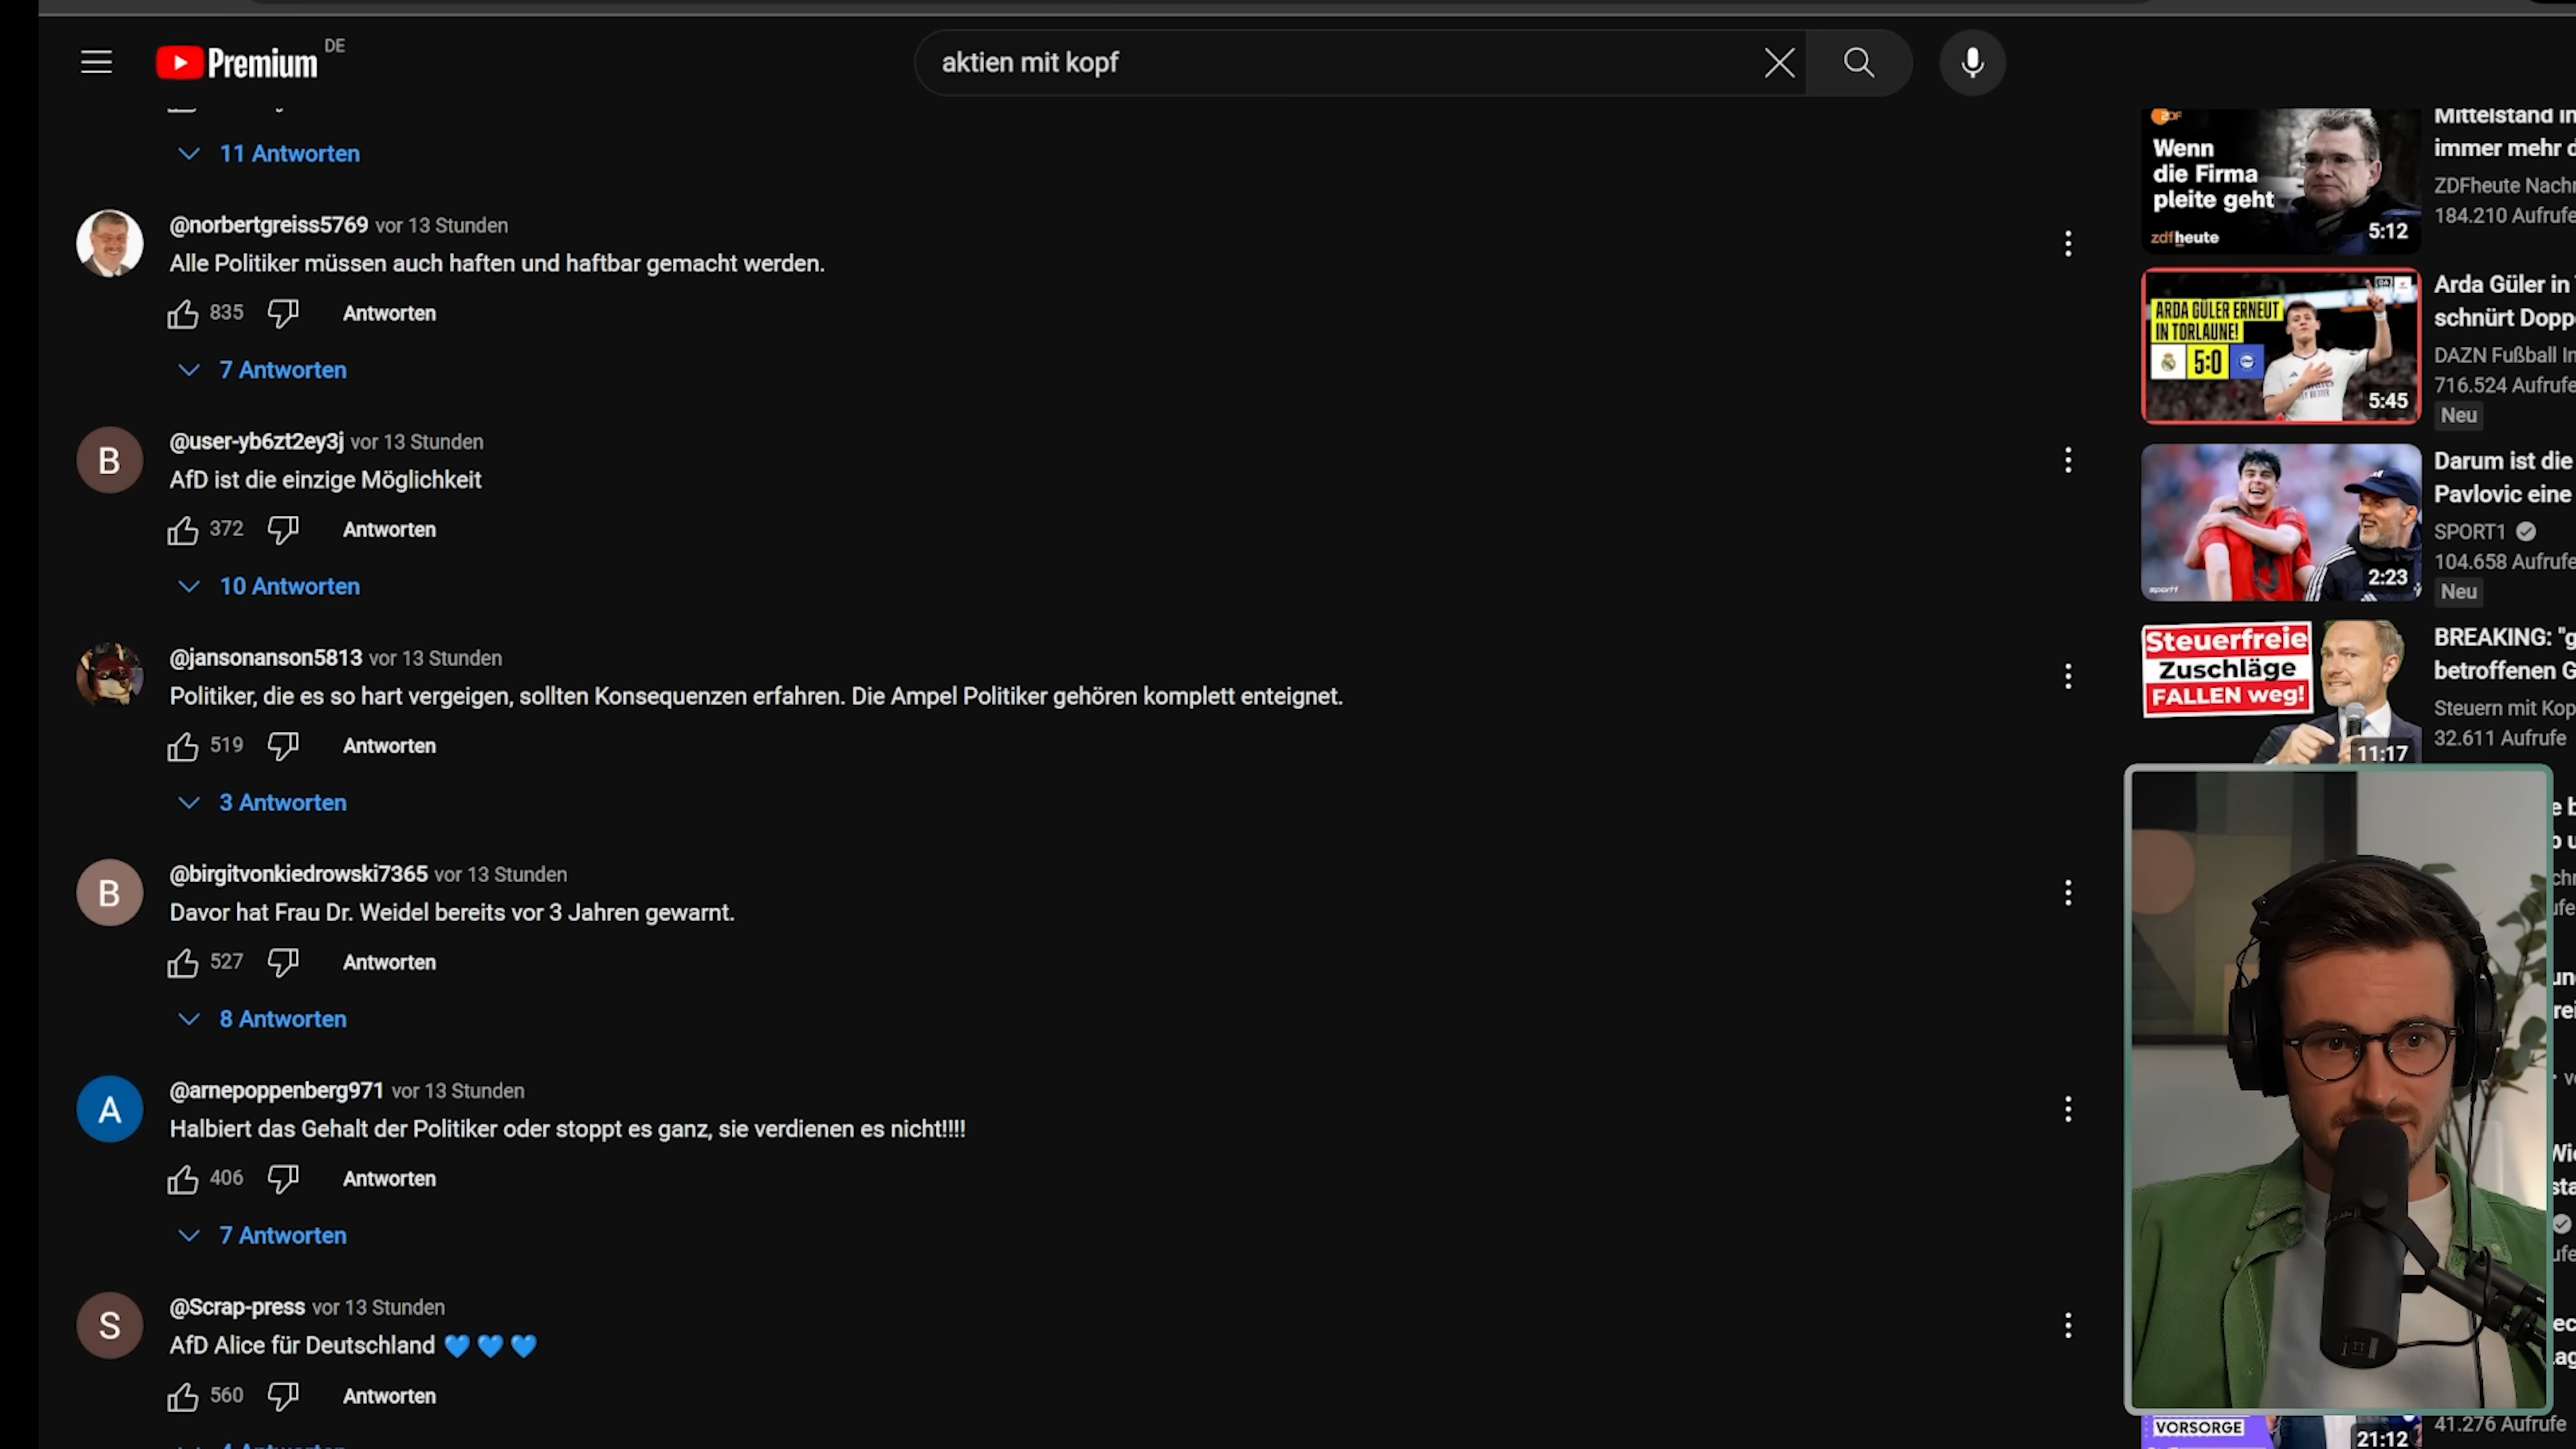 Premium DE
aktien mit kopf
11 Antworten
@norbertgreiss5769 vor 13 Stunden
Alle Politiker müssen auch haften und haftbar gemacht werden.
835 Antworten
7 Antworten
B
@user-yb6zt2ey3j vor 13 Stunden
AfD ist die einzige Möglichkeit
372 Antworten
10 Antworten
@jansonanson5813 vor 13 Stunden
Politiker, die es so hart vergeigen, sollten Konsequenzen erfahren. Die Ampel Politiker gehören komplett enteignet.
519 Antworten
3 Antworten
B
@birgitvonkiedrowski7365 vor 13 Stunden
Davor hat Frau Dr. Weidel bereits vor 3 Jahren gewarnt.
527 Antworten
8 Antworten
A
@arnepoppenberg971 vor 13 Stunden
Halbiert das Gehalt der Politiker oder stoppt es ganz, sie verdienen es nicht!!!!
406 Antworten
7 Antworten
S
@Scrap-press vor 13 Stunden
AfD Alice für Deutschland 💙 💙 💙
560 Antworten
ZDF
Wenn
die Firma
pleite geht
zdfheute
5:12
Mittelstand in
immer mehr
ZDFheute
184.210 Aufrufe
ARDA GÜLER ERNEUT
IN TORLAUNE!
5:0
5:45
Arda Güler in
schnürt
DAZN Fußball
716.524 Aufrufe
Neu
sport1
2:23
Darum ist die
Pavlovic eine
SPORT1
104.658 Aufrufe
Neu
Steuerfreie
Zuschläge
FALLEN weg!
11:17
BREAKING:
betroffenen
Steuern mit
32.611 Aufrufe
VORSORGE
21:12
41.276 Aufrufe